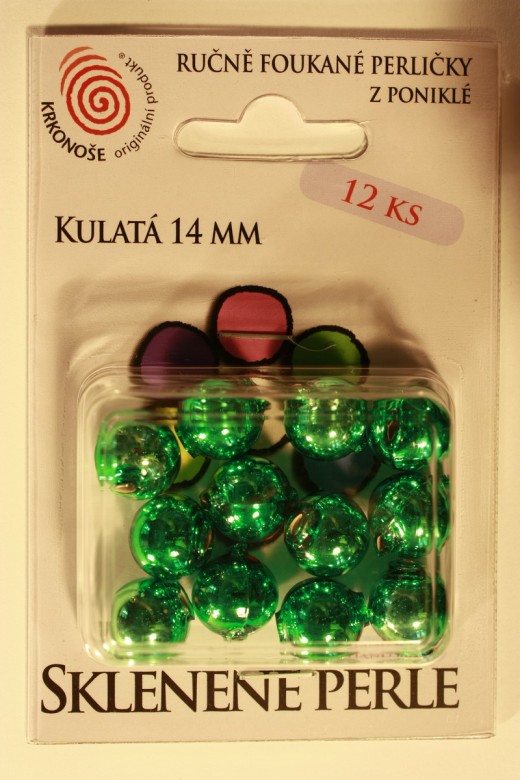 RUČNĚ FOUKANÉ PERLIČKY
Z PONIKLÉ
KRKONOŠE
originální produkt®
12 KS
KULATÁ 14 MM
SKLENĚNÉ PERLE